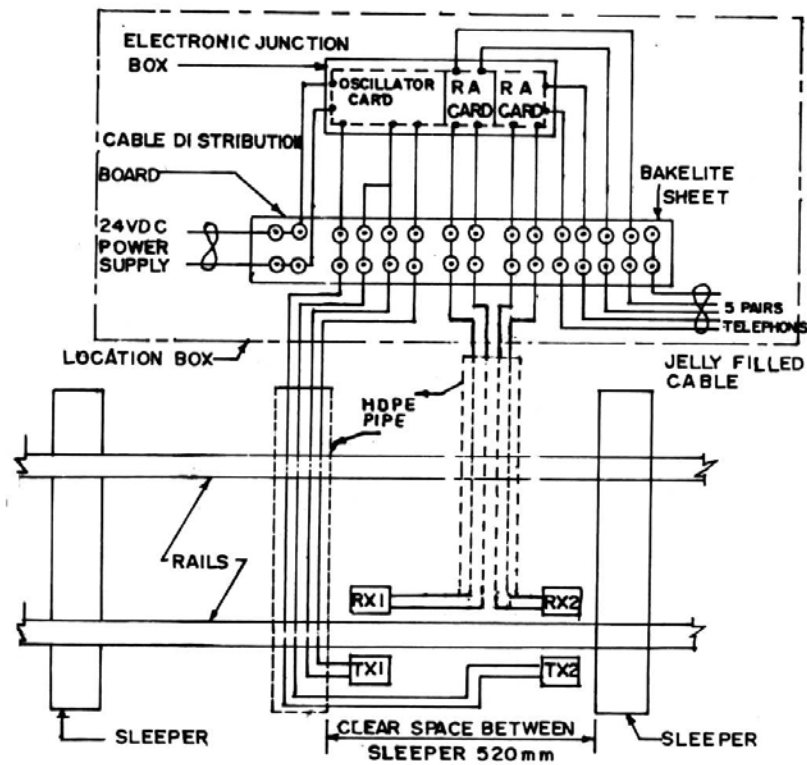 ELECTRONIC JUNCTION
BOX
OSCILLATOR
CARD
RA
CARD
RA
CARD
CABLE DISTRIBUTION
BOARD
BAKELITE
SHEET
24VDC
POWER
SUPPLY
5 PAIRS
TELEPHONS
LOCATION BOX
JELLY FILLED
CABLE
HDPE
PIPE
RAILS
RX1
RX2
TX1
TX2
SLEEPER
CLEAR SPACE BETWEEN
SLEEPER 520mm
SLEEPER